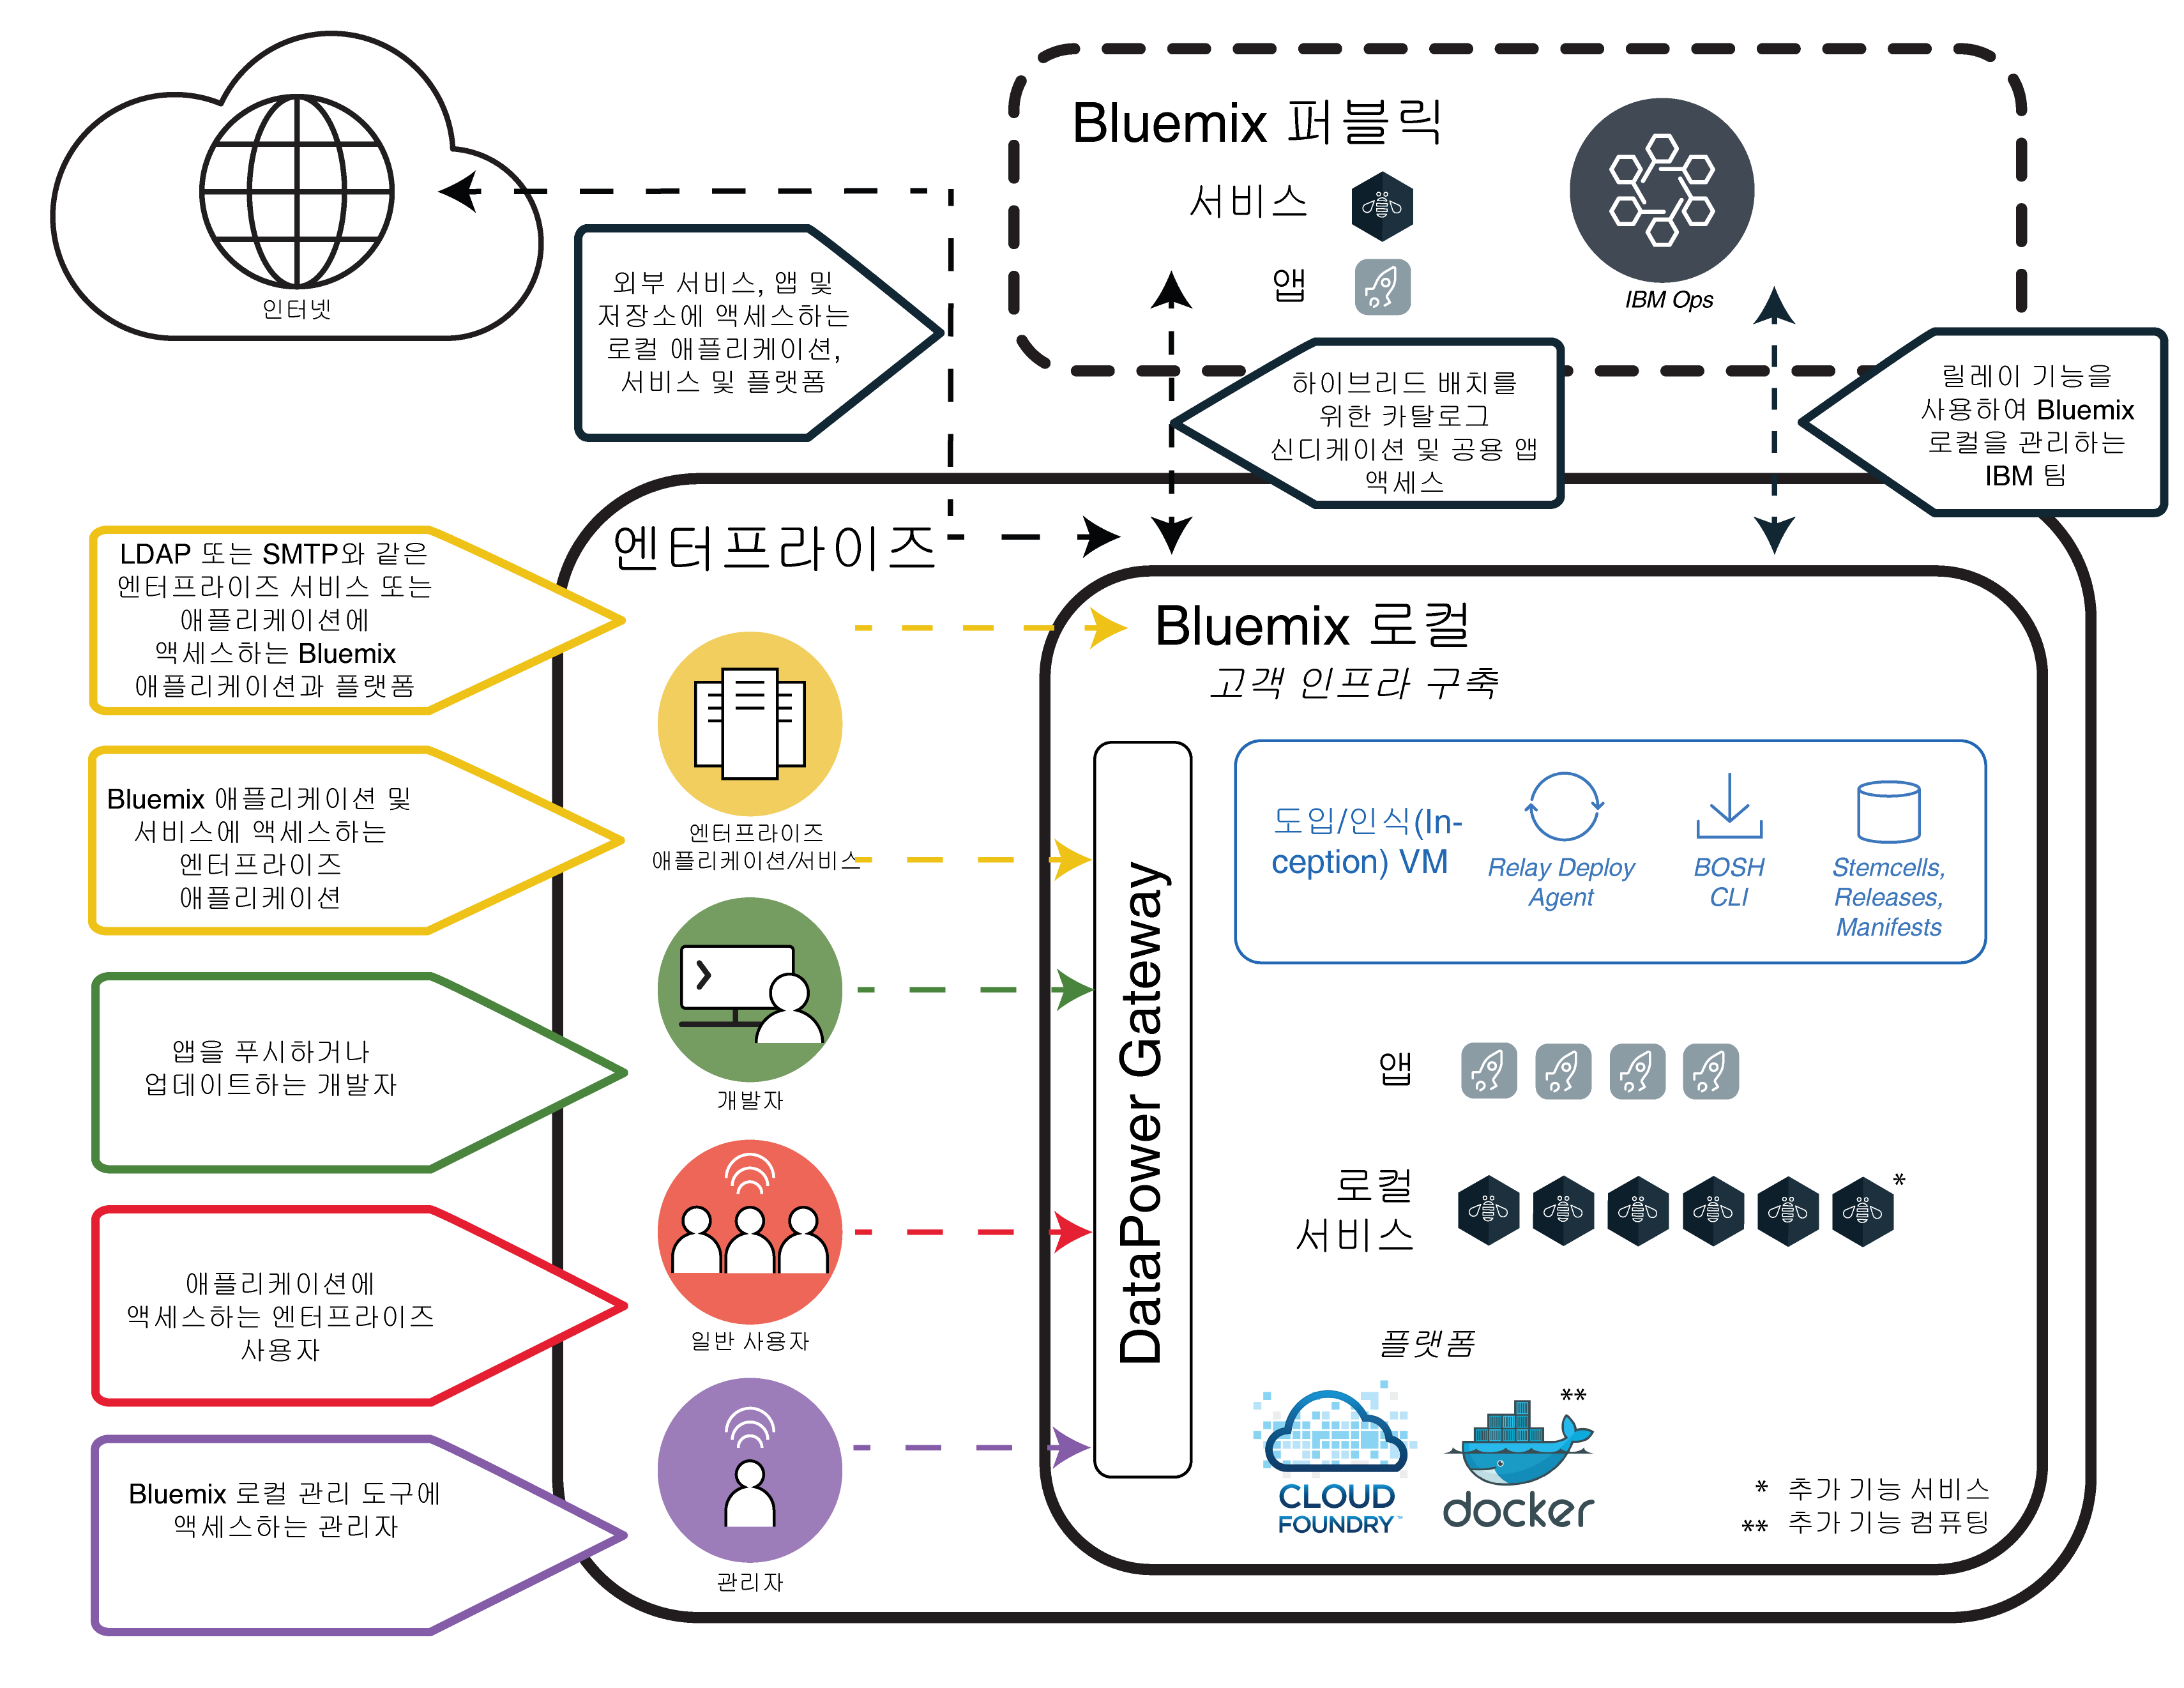 Bluemix 퍼블릭
서비스
앱
IBM Ops
인터넷
외부 서비스, 앱 및
저장소에 액세스하는
로컬 애플리케이션,
서비스 및 플랫폼
하이브리드 배치를
위한 카탈로그
신디케이션 및 공용 앱
액세스
릴레이 기능을
사용하여 Bluemix
로컬을 관리하는
IBM 팀
엔터프라이즈
LDAP 또는 SMTP와 같은
엔터프라이즈 서비스 또는
애플리케이션에
액세스하는 Bluemix
애플리케이션과 플랫폼
Bluemix 애플리케이션 및
서비스에 액세스하는
엔터프라이즈
애플리케이션
앱을 푸시하거나
업데이트하는 개발자
애플리케이션에
액세스하는 엔터프라이즈
사용자
Bluemix 로컬 관리 도구에
액세스하는 관리자
엔터프라이즈
애플리케이션/서비스
개발자
일반 사용자
관리자
Bluemix 로컬
고객 인프라 구축
DataPower Gateway
도입/인식(In-
ception) VM
Relay Deploy
Agent
BOSH
CLI
Stemcells,
Releases,
Manifests
앱
로컬
서비스
*
플랫폼
**
CLOUD
FOUNDRY™
docker
* 추가 기능 서비스
** 추가 기능 컴퓨팅